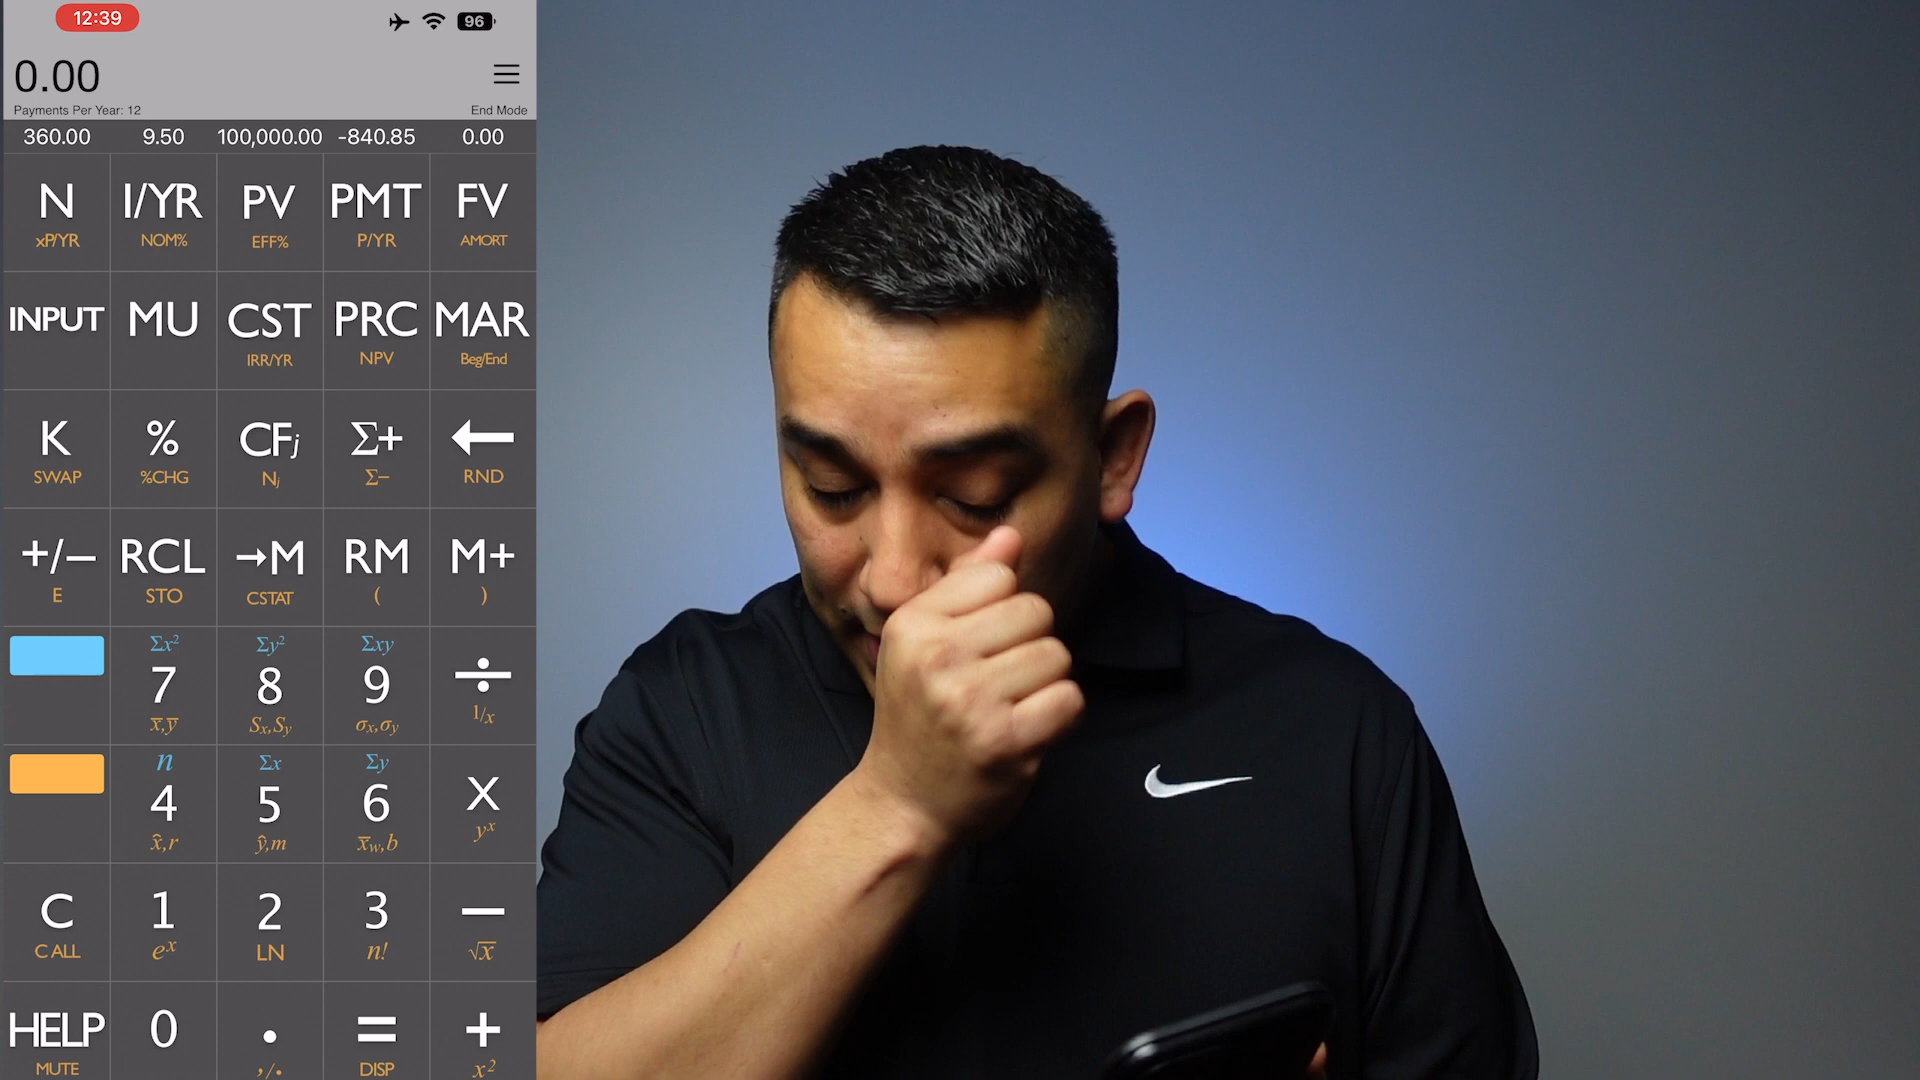 12:39 96
0.00
Payments Per Year: 12 End Mode
360.00 9.50 100,000.00 -840.85 0.00
N I/YR PV PMT FV
xP/YR NOM% EFF% P/YR AMORT
INPUT MU CST PRC MAR
IRR/YR NPV Beg/End
K % CFj Σ+ ←
SWAP %CHG Nj Σ− RND
+/− RCL →M RM M+
E STO CSTAT ( )
Σx² Σy² Σxy
7 8 9 ÷
x̅,y̅ Sx,Sy σx,σy 1/x
n Σx Σy
4 5 6 X
x̂,r ŷ,m x̅w,b yˣ
C 1 2 3 −
C ALL eˣ LN n! √x
HELP 0 . = +
MUTE ,/. DISP x²